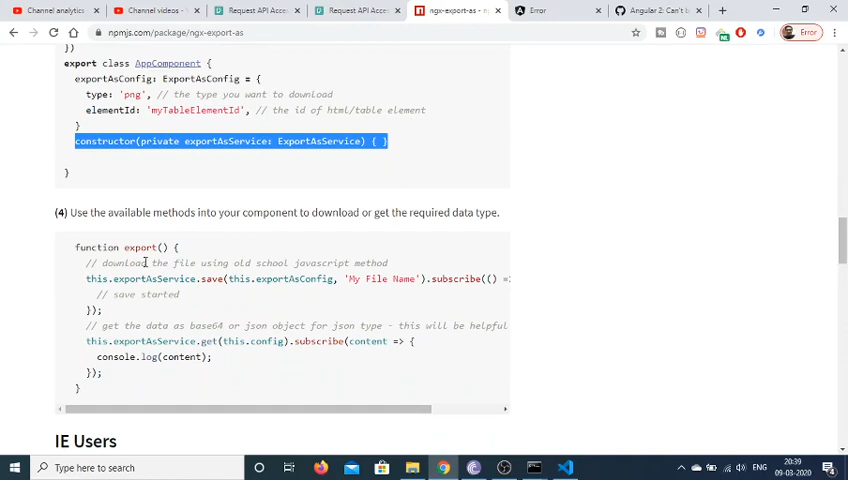 Channel analytics
Channel videos - Y
Request API Acces
Request API Acces
ngx-export-as - np
Error
Angular 2: Can't b
npmjs.com/package/ngx-export-as
Error
})
export class AppComponent {
exportAsConfig: ExportAsConfig = {
type: 'png', // the type you want to download
elementId: 'myTableElementId', // the id of html/table element
}
constructor(private exportAsService: ExportAsService) { }
}
(4) Use the available methods into your component to download or get the required data type.
function export() {
// download the file using old school javascript method
this.exportAsService.save(this.exportAsConfig, 'My File Name').subscribe(() =
// save started
});
// get the data as base64 or json object for json type - this will be helpful
this.exportAsService.get(this.config).subscribe(content => {
console.log(content);
});
}
IE Users
Type here to search
ENG
20:39
09-03-2020
4